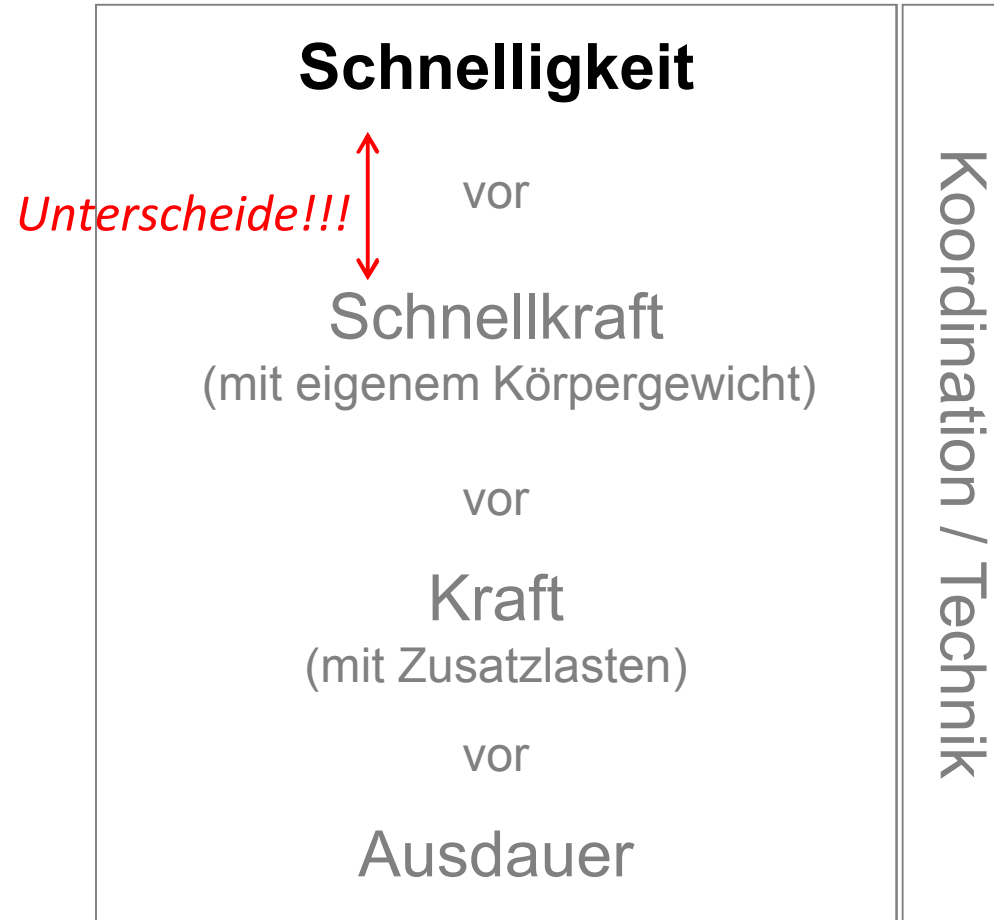 Schnelligkeit
vor
Unterscheide!!!
Schnellkraft
(mit eigenem Körpergewicht)
vor
Kraft
(mit Zusatzlasten)
vor
Ausdauer
Koordination / Technik